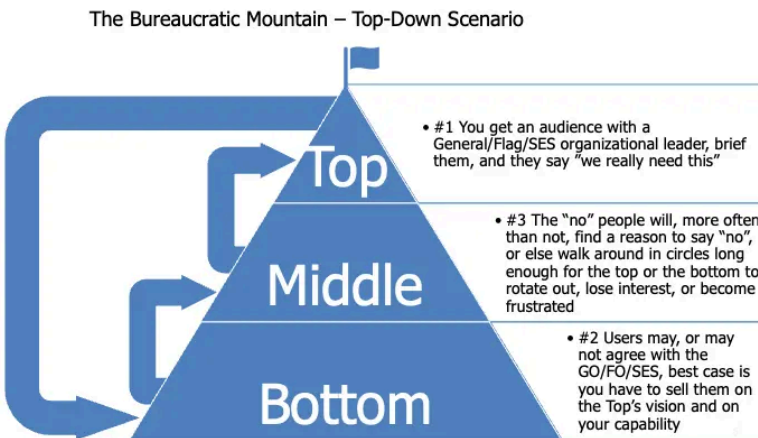 The Bureaucratic Mountain – Top-Down Scenario
Top
• #1 You get an audience with a
General/Flag/SES organizational leader, brief
them, and they say ”we really need this”
Middle
• #3 The “no” people will, more often
than not, find a reason to say “no”,
or else walk around in circles long
enough for the top or the bottom to
rotate out, lose interest, or become
frustrated
Bottom
• #2 Users may, or may
not agree with the
GO/FO/SES, best case is
you have to sell them on
the Top’s vision and on
your capability